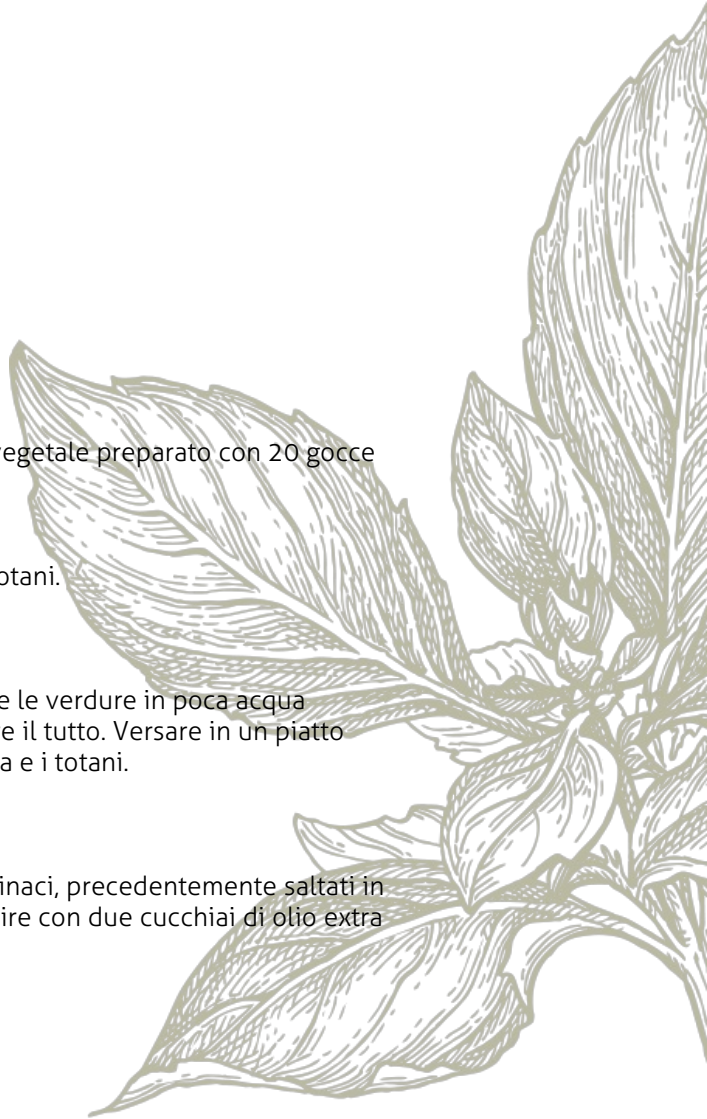 vegetale preparato con 20 gocce
otani.
e le verdure in poca acqua
e il tutto. Versare in un piatto
a e i totani.
inaci, precedentemente saltati in
ire con due cucchiai di olio extra